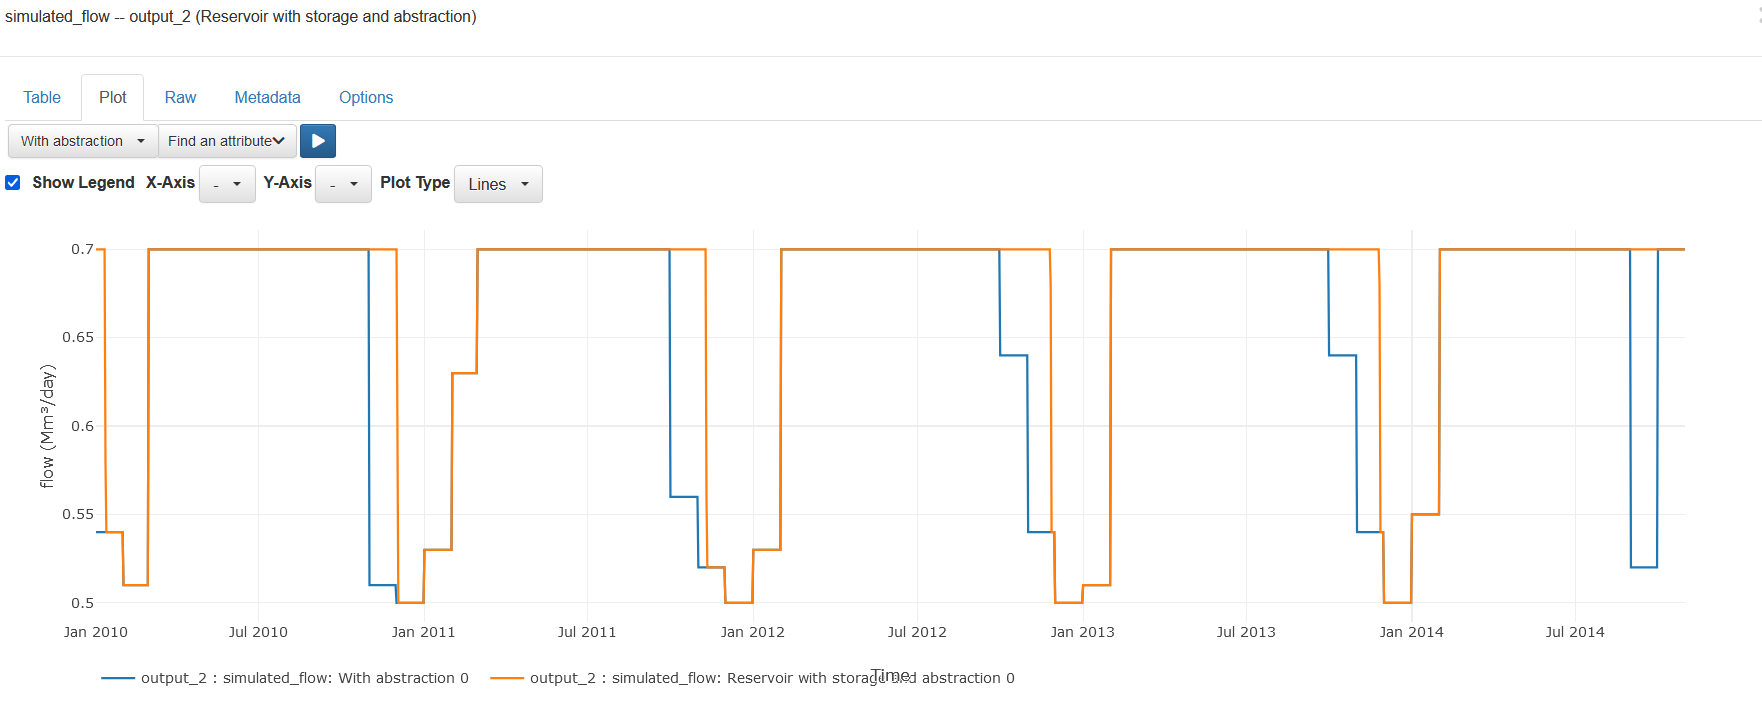 simulated_flow -- output_2 (Reservoir with storage and abstraction)
Table Plot Raw Metadata Options
With abstraction Find an attribute
Show Legend X-Axis - Y-Axis - Plot Type Lines
0.7
0.65
0.6
0.55
0.5
flow (Mm³/day)
Jan 2010 Jul 2010 Jan 2011 Jul 2011 Jan 2012 Jul 2012 Jan 2013 Jul 2013 Jan 2014 Jul 2014
Time
output_2 : simulated_flow: With abstraction 0 output_2 : simulated_flow: Reservoir with storage and abstraction 0